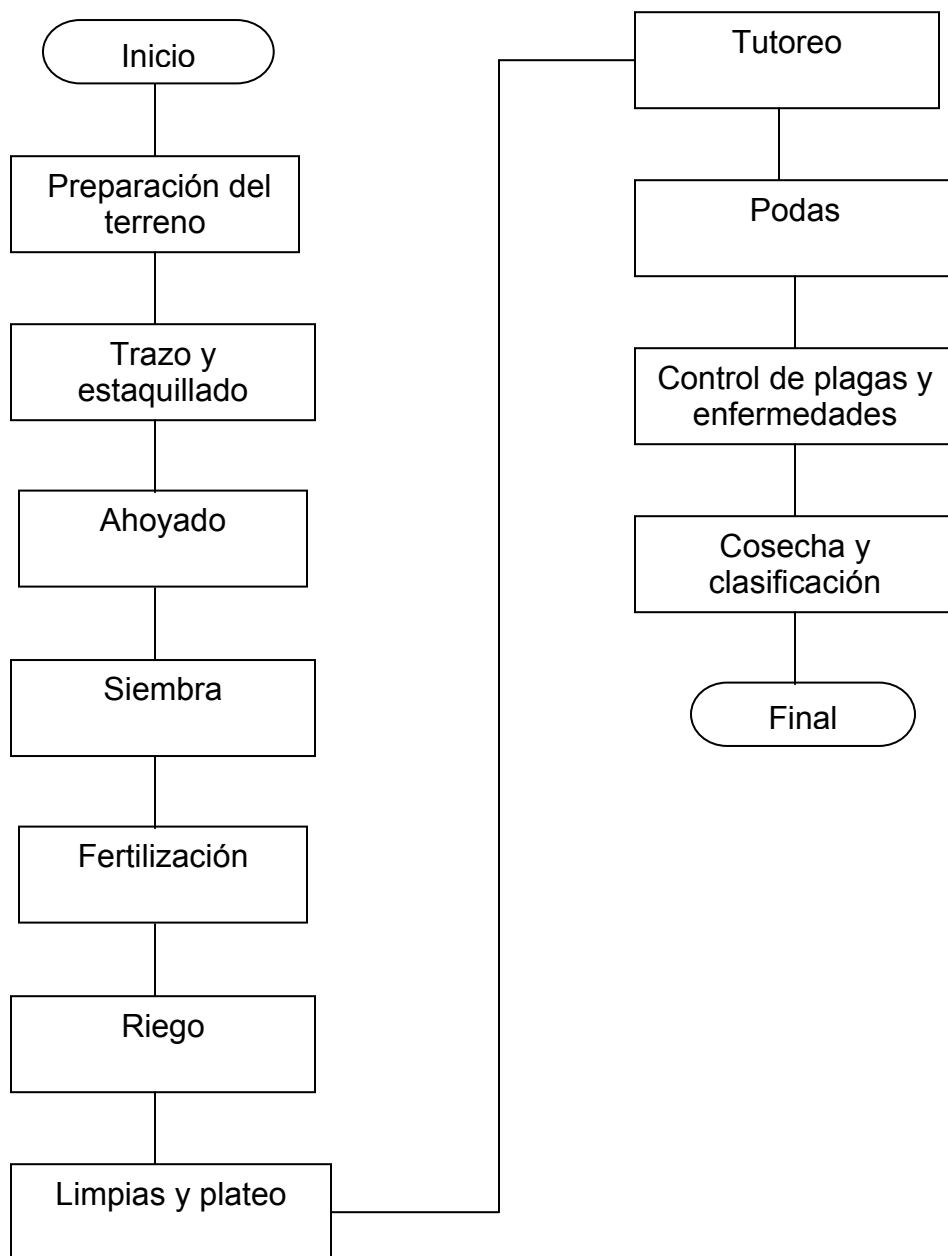 Inicio
Preparación del
terreno
Trazo y
estaquillado
Ahoyado
Siembra
Fertilización
Riego
Limpias y plateo
Tutoreo
Podas
Control de plagas y
enfermedades
Cosecha y
clasificación
Final